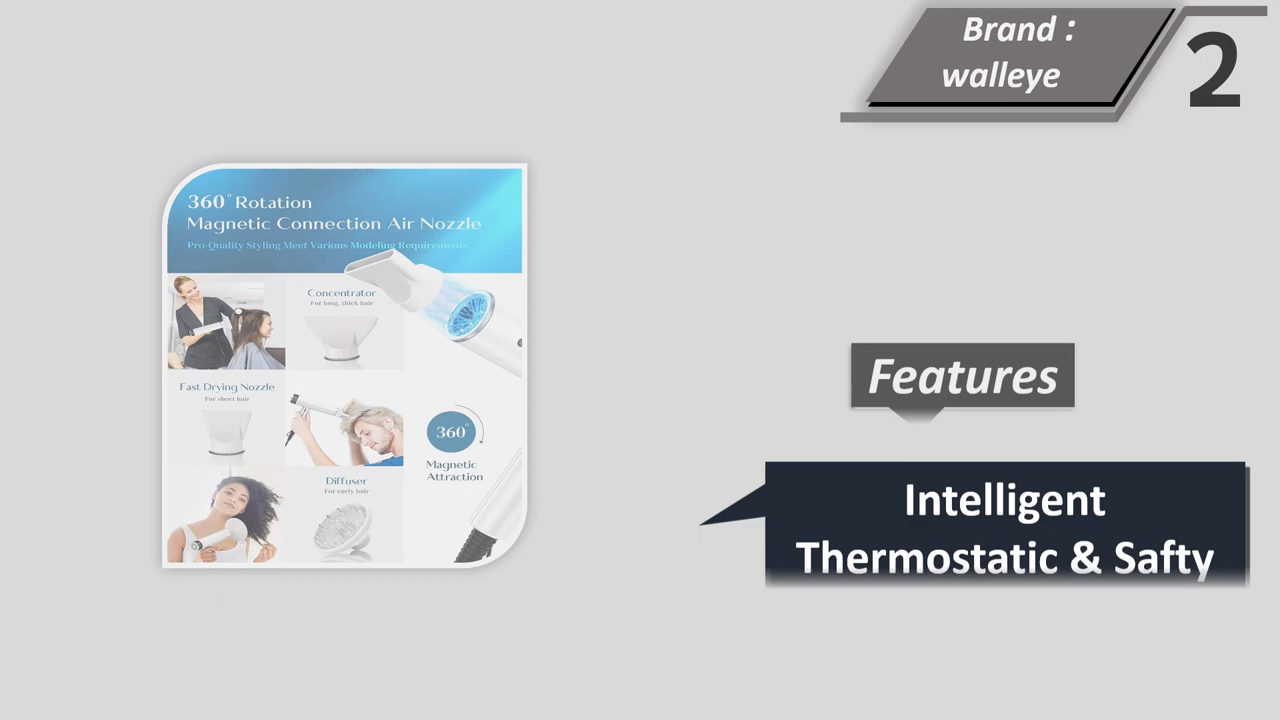 Brand :
walleye
2
360° Rotation
Magnetic Connection Air Nozzle
Pro-Quality Styling Meet Various Modeling Requirements
Concentrator
For long, thick hair
Fast Drying Nozzle
For short hair
360°
Magnetic
Attraction
Diffuser
For curly hair
Features
Intelligent
Thermostatic & Safty